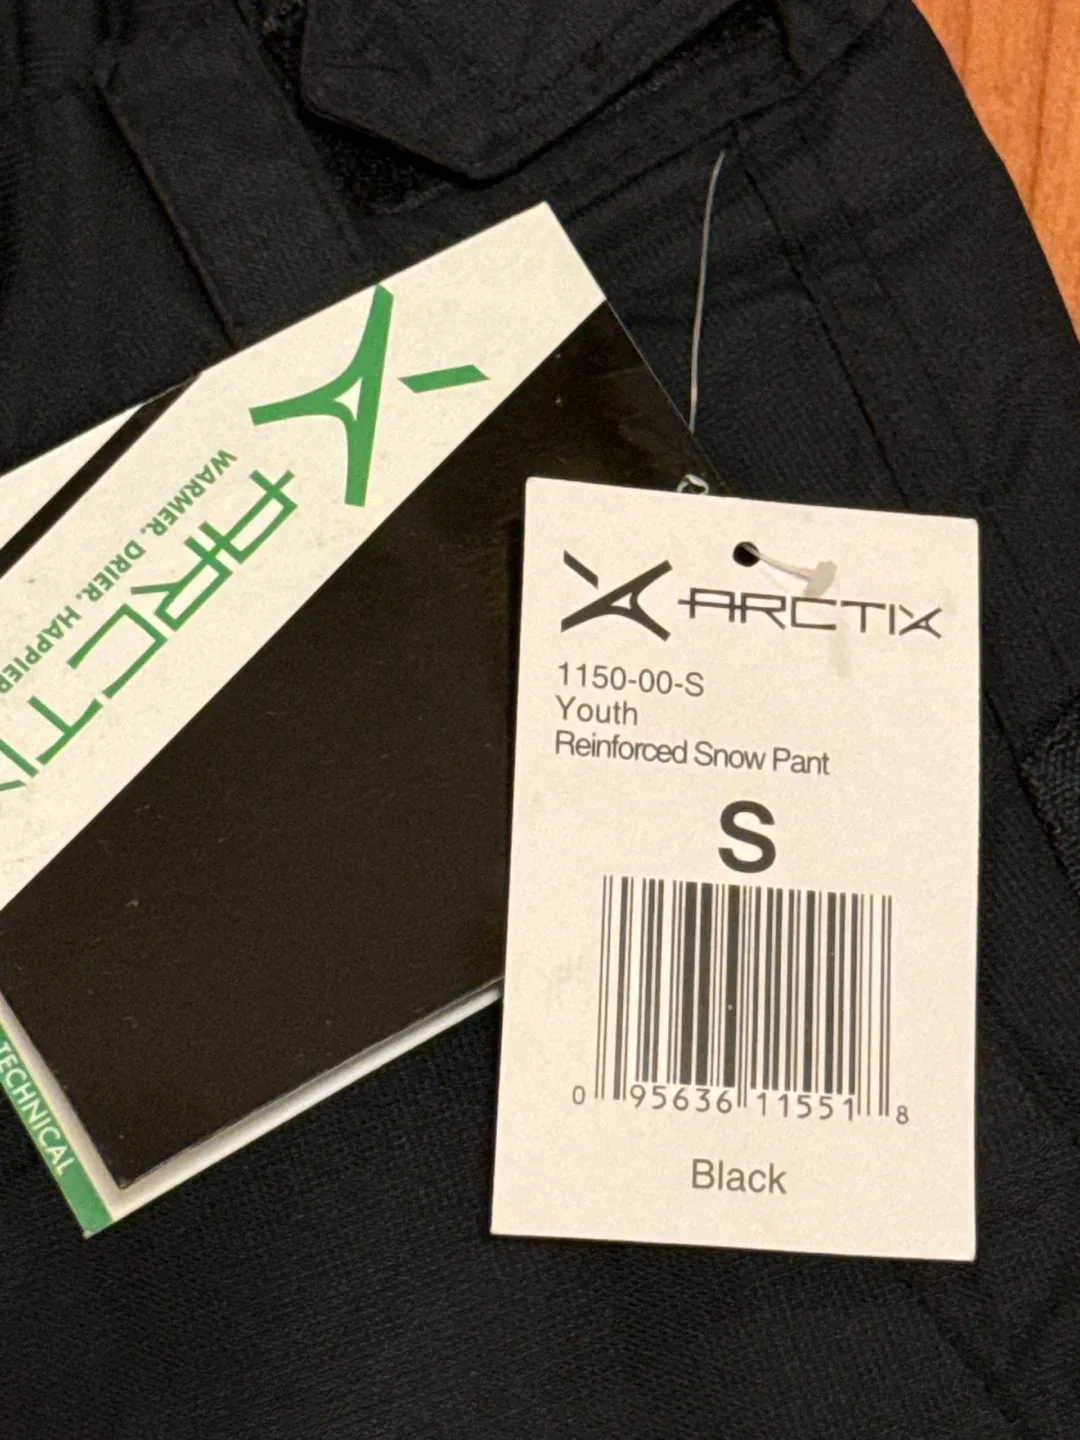 ARCTIX
WARMER. DRIER. HAPPIER
TECHNICAL
ARCTIX
1150-00-S
Youth
Reinforced Snow Pant
S
0 95636 11551 8
Black